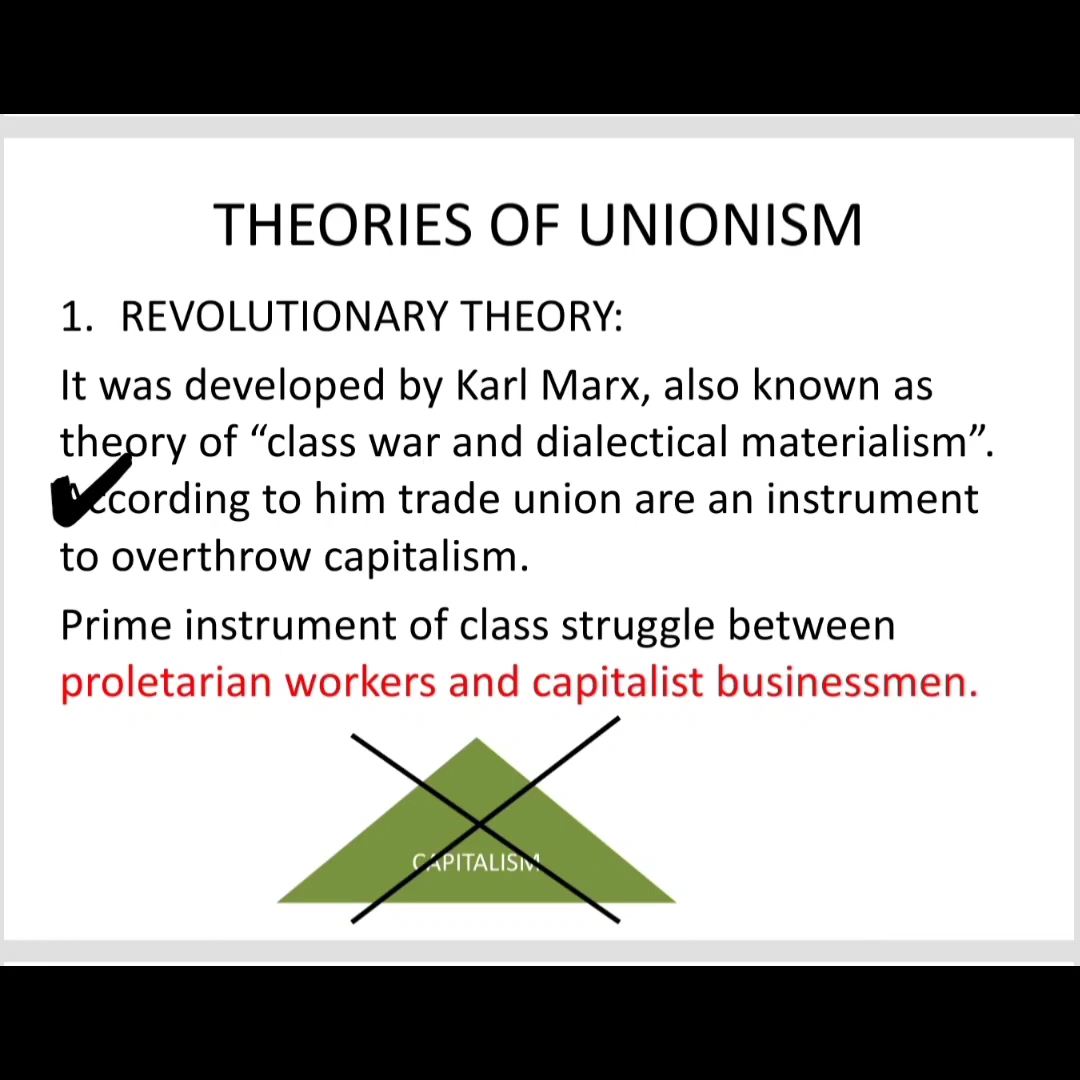 THEORIES OF UNIONISM
1. REVOLUTIONARY THEORY:
It was developed by Karl Marx, also known as
theory of “class war and dialectical materialism”.
According to him trade union are an instrument
to overthrow capitalism.
Prime instrument of class struggle between
proletarian workers and capitalist businessmen.
CAPITALISM